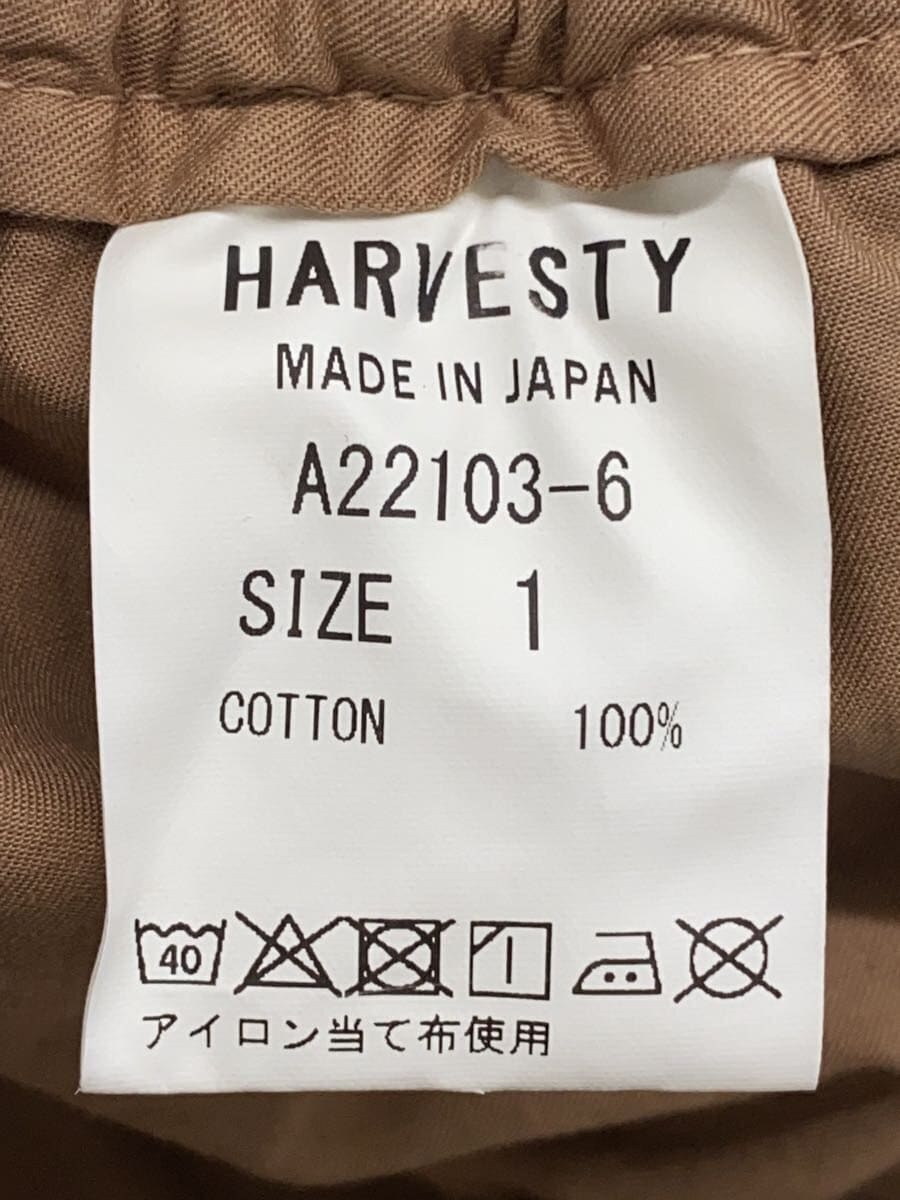 HARVESTY
MADE IN JAPAN
A22103-6
SIZE 1
COTTON 100%
40
アイロン当て布使用